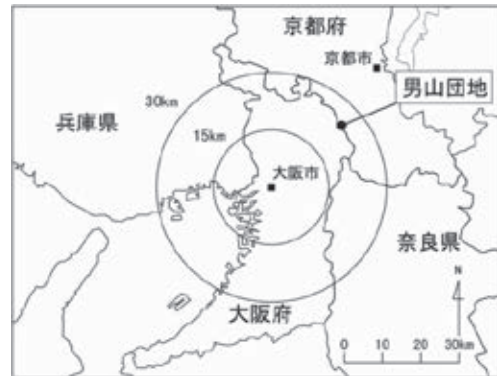 京都府
京都市
男山団地
30km
兵庫県
15km
大阪市
奈良県
N
大阪府
0 10 20 30km